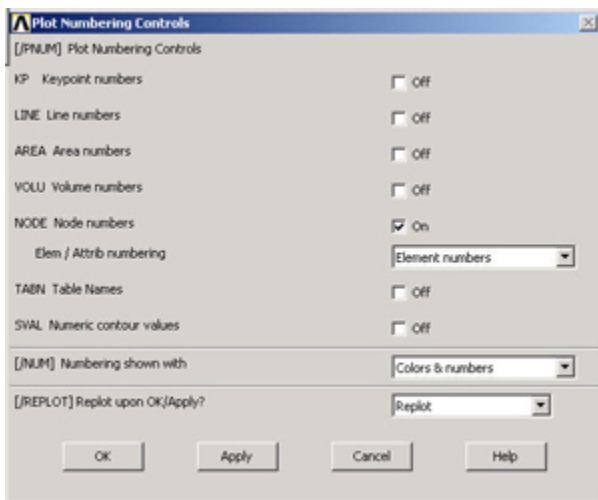 Plot Numbering Controls
[/PNUM] Plot Numbering Controls
KP Keypoint numbers Off
LINE Line numbers Off
AREA Area numbers Off
VOLU Volume numbers Off
NODE Node numbers On
Elem / Attrib numbering Element numbers
TABN Table Names Off
SVAL Numeric contour values Off
[/NUM] Numbering shown with Colors & numbers
[/REPLOT] Replot upon OK/Apply? Replot
OK Apply Cancel Help